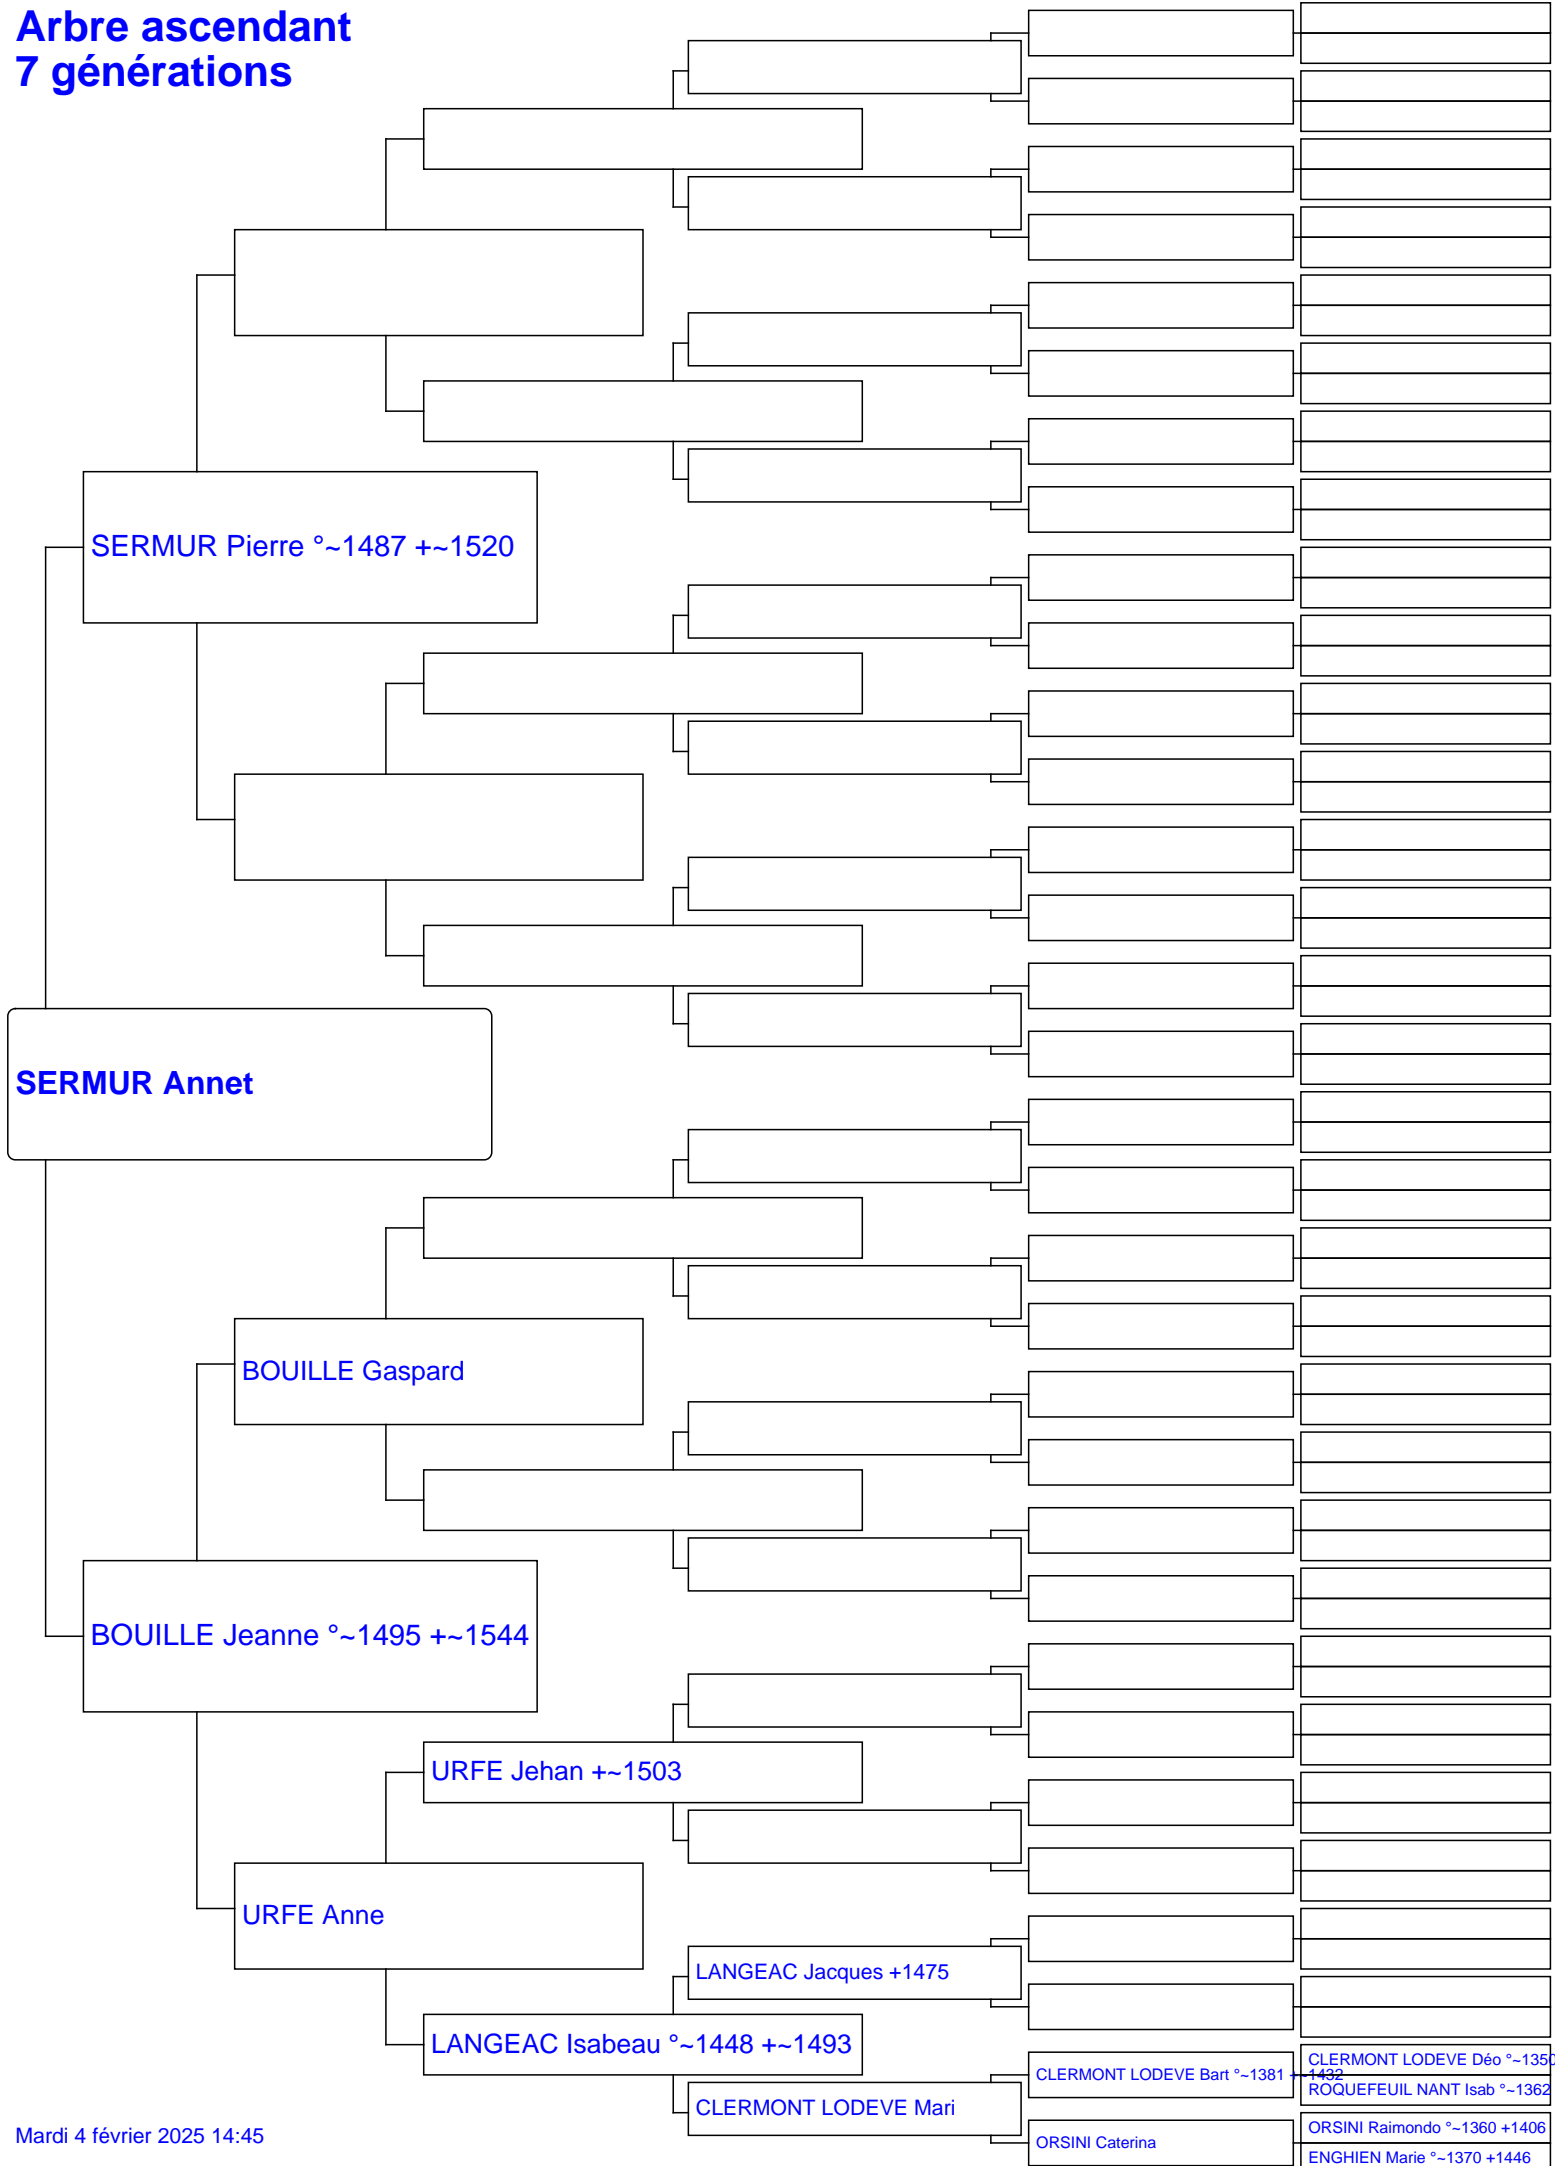 Arbre ascendant
7 générations
SERMUR Pierre °~1487 +~1520
SERMUR Annet
BOUILLE Gaspard
BOUILLE Jeanne °~1495 +~1544
URFE Jehan +~1503
URFE Anne
LANGEAC Jacques +1475
LANGEAC Isabeau °~1448 +~1493
CLERMONT LODEVE Déo °~1350
CLERMONT LODEVE Bart °~1381 +~1432
ROQUEFEUIL NANT Isab °~1362
CLERMONT LODEVE Mari
ORSINI Raimondo °~1360 +1406
ORSINI Caterina
ENGHIEN Marie °~1370 +1446
Mardi 4 février 2025 14:45